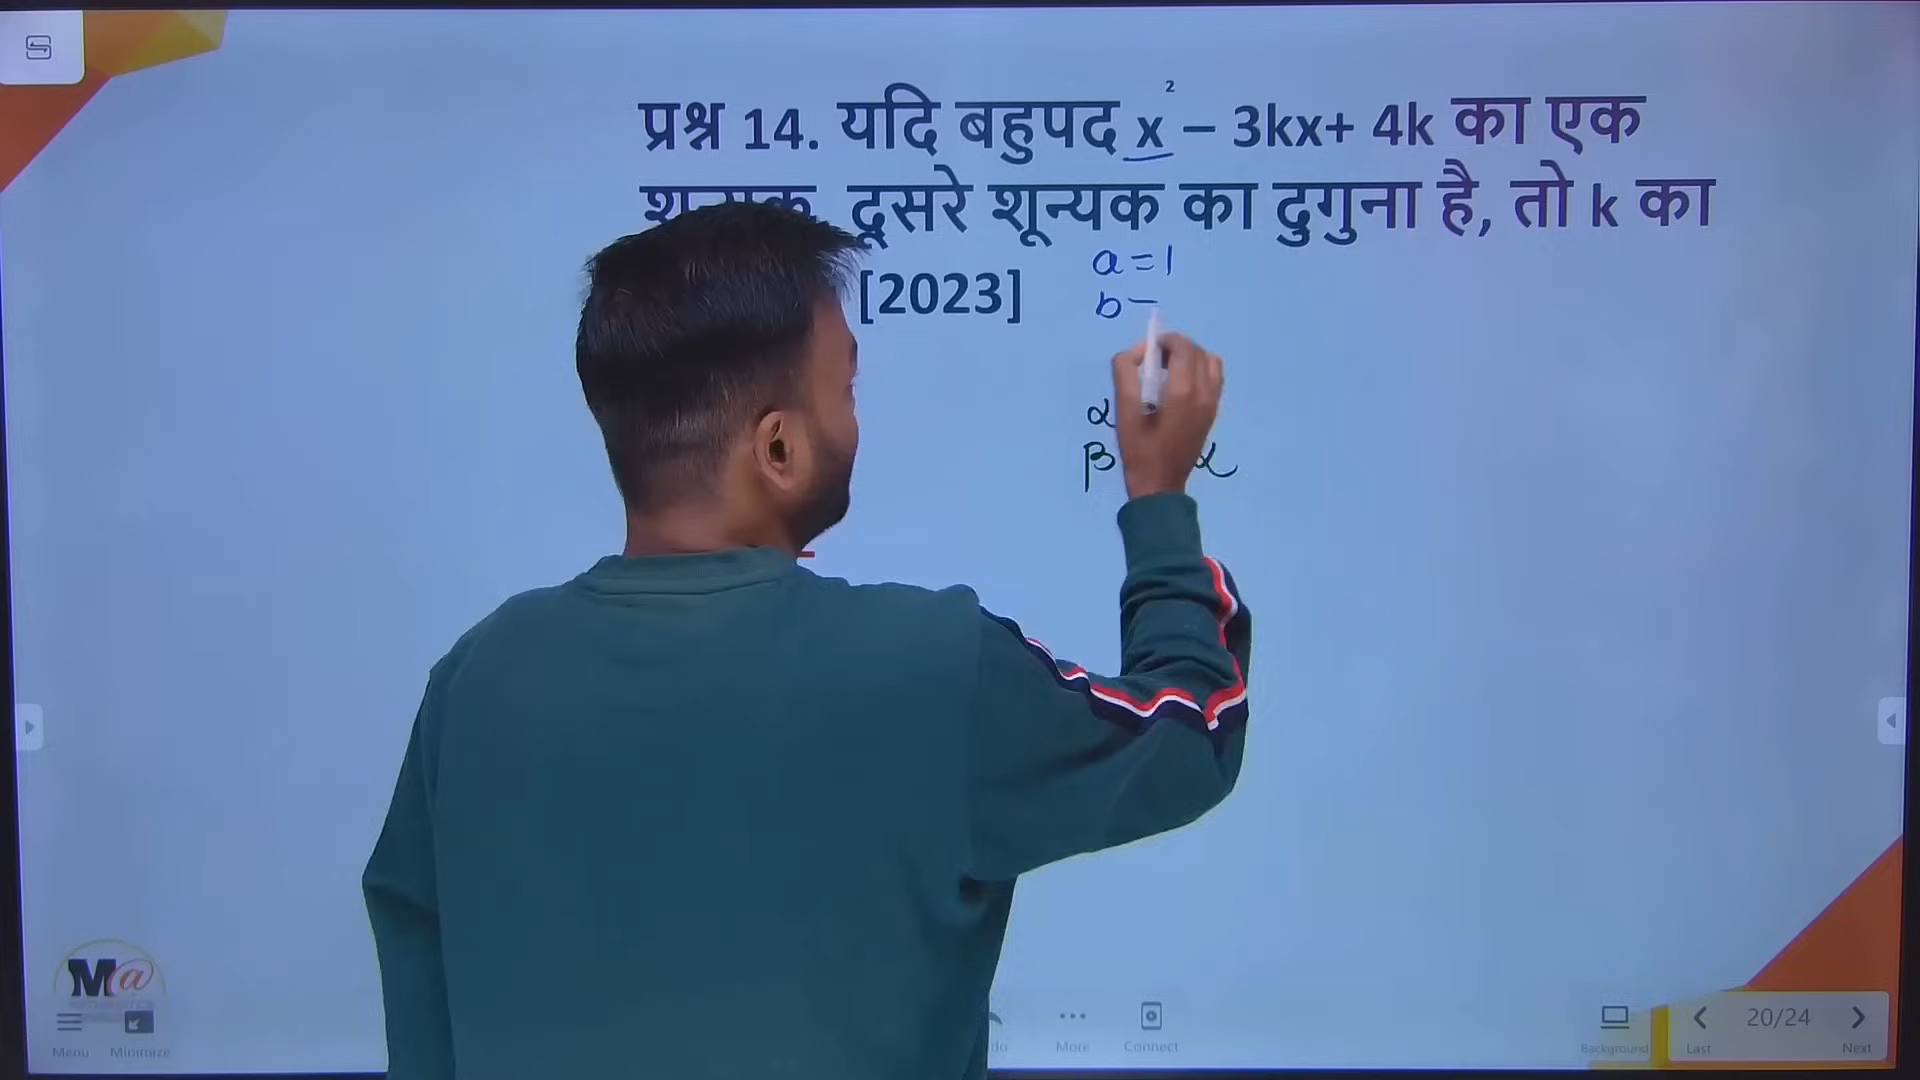 प्रश्न 14. यदि बहुपद x² – 3kx+ 4k का एक
शून्यक दूसरे शून्यक का दुगुना है, तो k का
[2023]
a = 1
b =
α
β α
M@
Menu Minimize
More Connect
Background
20/24
Last Next